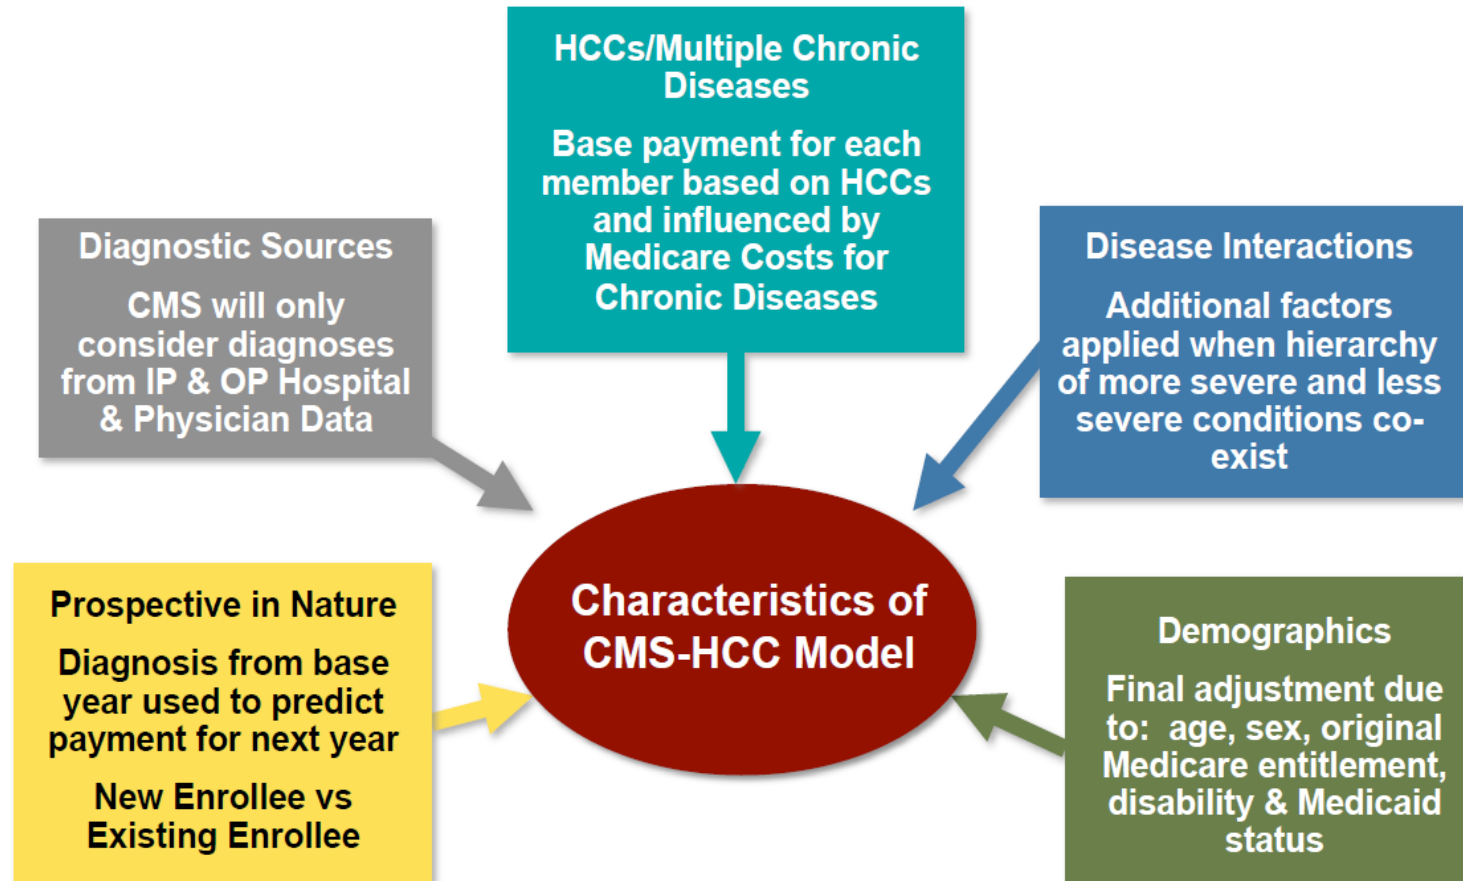 HCCs/Multiple Chronic
Diseases
Base payment for each
member based on HCCs
and influenced by
Medicare Costs for
Chronic Diseases
Diagnostic Sources
CMS will only
consider diagnoses
from IP & OP Hospital
& Physician Data
Disease Interactions
Additional factors
applied when hierarchy
of more severe and less
severe conditions co-
exist
Prospective in Nature
Diagnosis from base
year used to predict
payment for next year
New Enrollee vs
Existing Enrollee
Characteristics of
CMS-HCC Model
Demographics
Final adjustment due
to: age, sex, original
Medicare entitlement,
disability & Medicaid
status